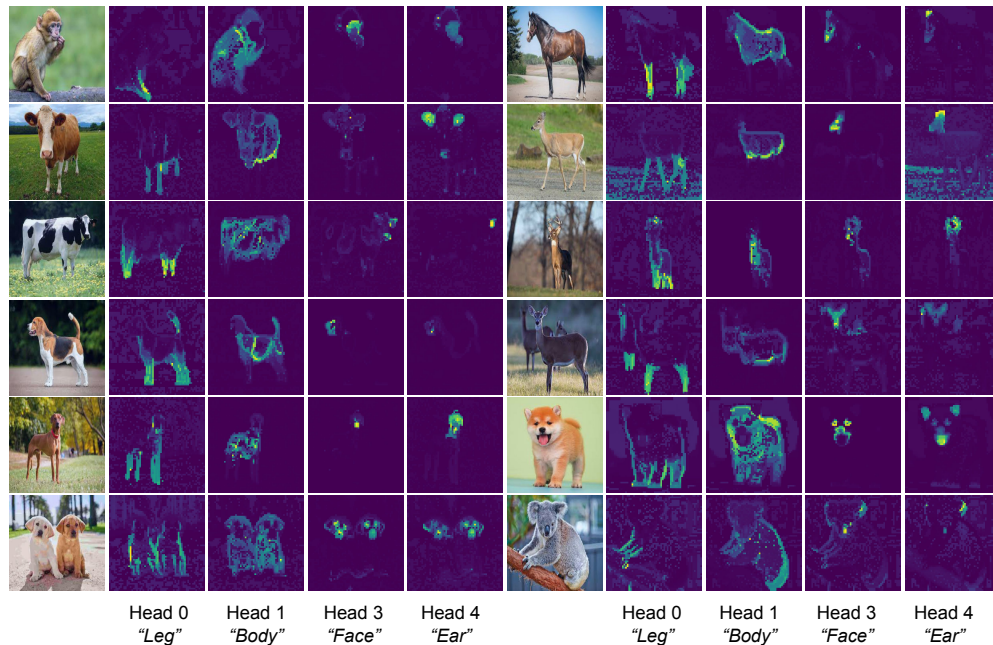 Head 0 Head 1 Head 3 Head 4 Head 0 Head 1 Head 3 Head 4
“Leg” “Body” “Face” “Ear” “Leg” “Body” “Face” “Ear”